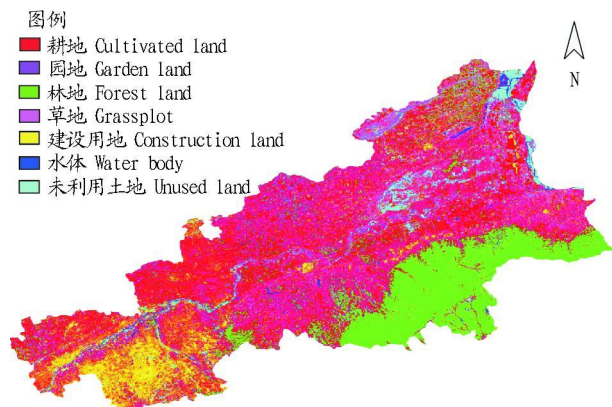 图例
耕地 Cultivated land
园地 Garden land
林地 Forest land
草地 Grassplot
建设用地 Construction land
水体 Water body
未利用土地 Unused land
N